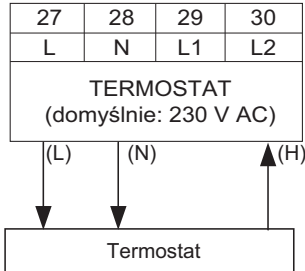 27 28 29 30
L N L1 L2
TERMOSTAT
(domyślnie: 230 V AC)
(L) (N) (H)
Termostat